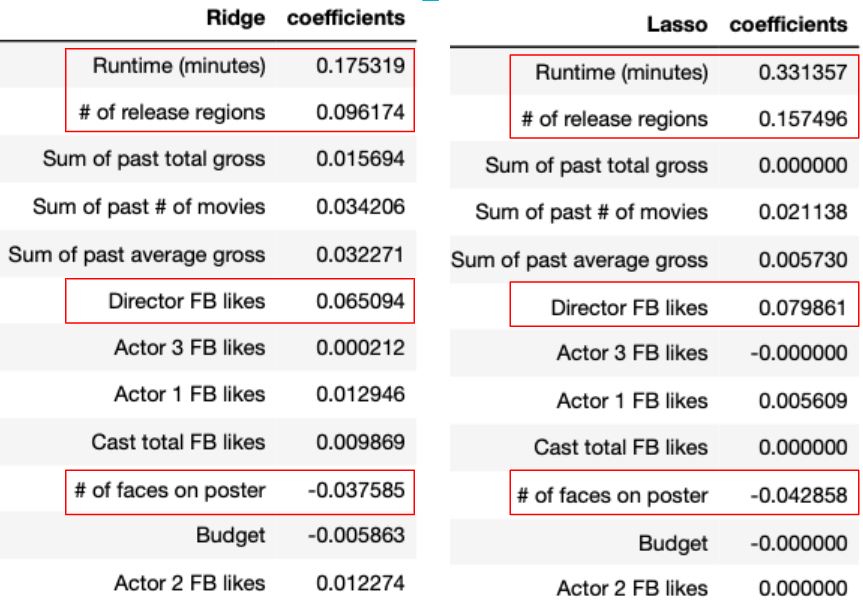 Ridge coefficients
Runtime (minutes) 0.175319
# of release regions 0.096174
Sum of past total gross 0.015694
Sum of past # of movies 0.034206
Sum of past average gross 0.032271
Director FB likes 0.065094
Actor 3 FB likes 0.000212
Actor 1 FB likes 0.012946
Cast total FB likes 0.009869
# of faces on poster -0.037585
Budget -0.005863
Actor 2 FB likes 0.012274
Lasso coefficients
Runtime (minutes) 0.331357
# of release regions 0.157496
Sum of past total gross 0.000000
Sum of past # of movies 0.021138
Sum of past average gross 0.005730
Director FB likes 0.079861
Actor 3 FB likes -0.000000
Actor 1 FB likes 0.005609
Cast total FB likes 0.000000
# of faces on poster -0.042858
Budget -0.000000
Actor 2 FB likes 0.000000